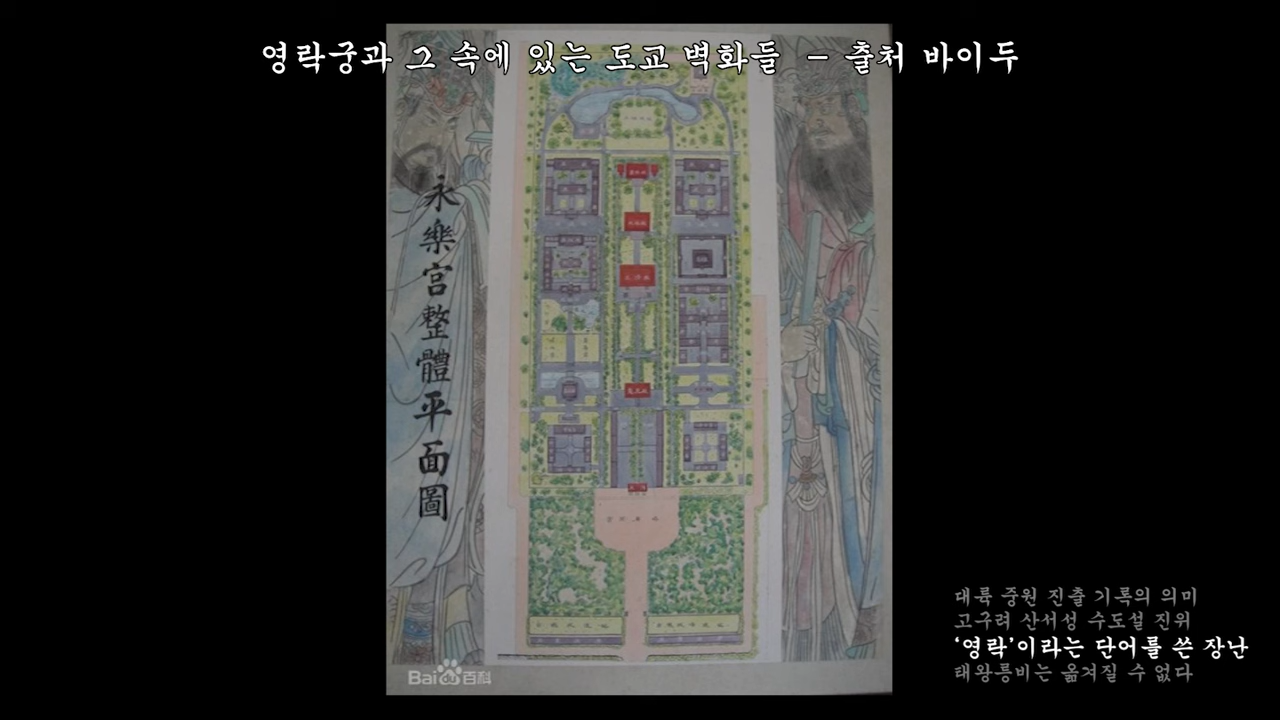 영락궁과 그 속에 있는 도교 벽화들 - 출처 바이두
永樂宮整體平面圖
대륙 중원 진출 기록의 의미
고구려 산서성 수도설 진위
‘영락’이라는 단어를 쓴 장난
태왕릉비는 옮겨질 수 없다
Bai du 百科